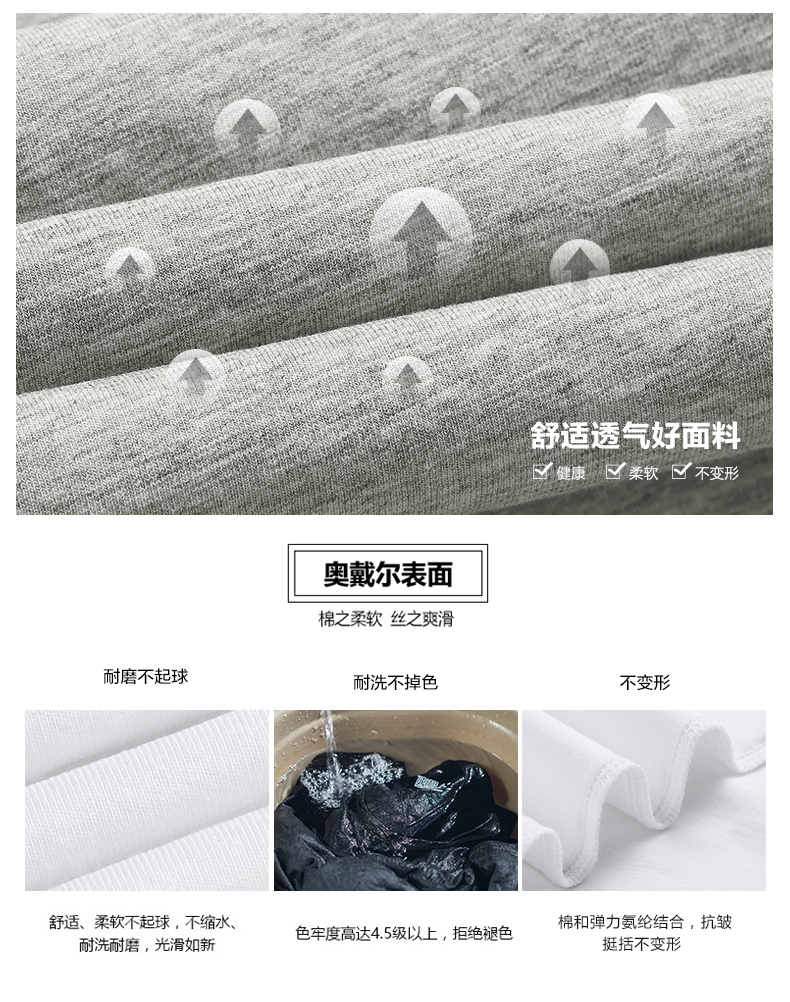 舒适透气好面料
健康 柔软 不变形
奥戴尔表面
棉之柔软 丝之爽滑
耐磨不起球
耐洗不掉色
不变形
舒适、柔软不起球，不缩水、
耐洗耐磨，光滑如新
色牢度高达4.5级以上，拒绝褪色
棉和弹力氨纶结合，抗皱
挺括不变形